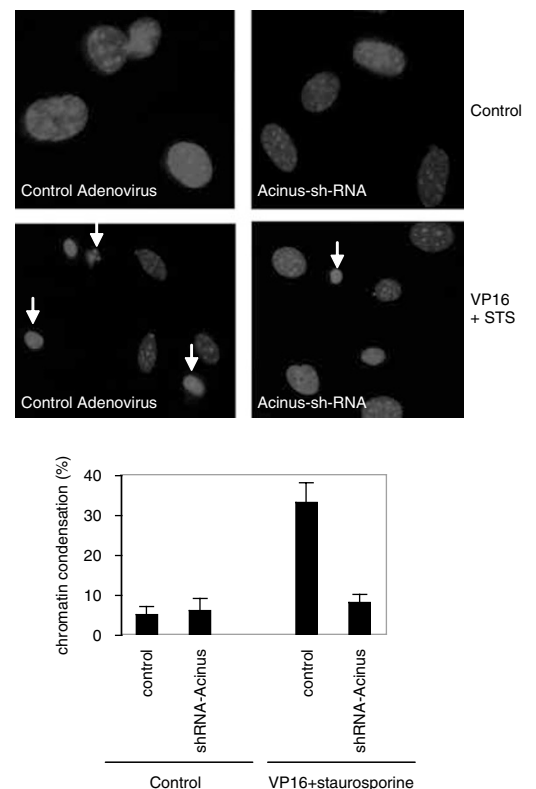 Control Adenovirus
Acinus-sh-RNA
Control
Control Adenovirus
Acinus-sh-RNA
VP16
+ STS
chromatin condensation (%)
40
30
20
10
0
control
shRNA-Acinus
control
shRNA-Acinus
Control
VP16+staurosporine